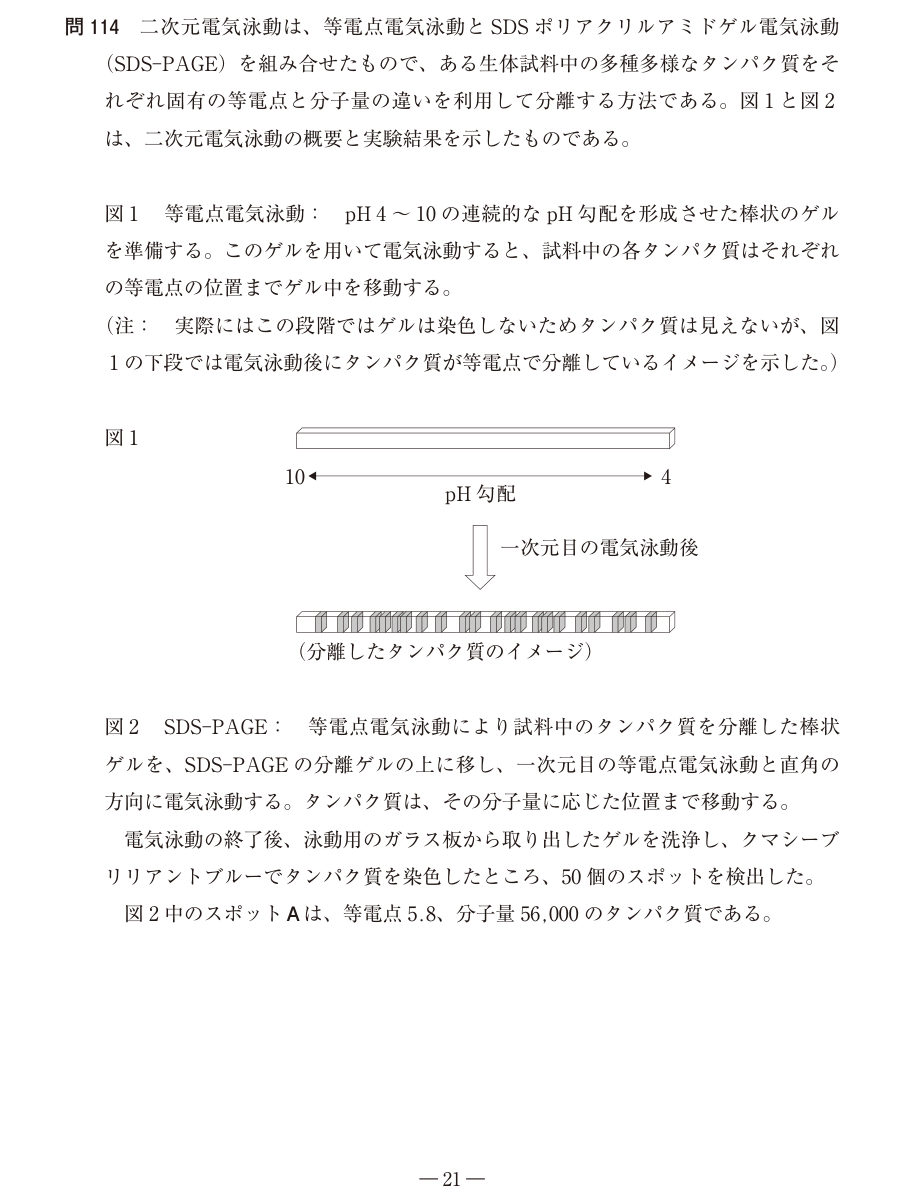 問 114　二次元電気泳動は、等電点電気泳動と SDS ポリアクリルアミドゲル電気泳動
（SDS-PAGE）を組み合せたもので、ある生体試料中の多種多様なタンパク質をそ
れぞれ固有の等電点と分子量の違いを利用して分離する方法である。図１と図２
は、二次元電気泳動の概要と実験結果を示したものである。
図１　等電点電気泳動：　pH 4 ～ 10 の連続的な pH 勾配を形成させた棒状のゲル
を準備する。このゲルを用いて電気泳動すると、試料中の各タンパク質はそれぞれ
の等電点の位置までゲル中を移動する。
（注：　実際にはこの段階ではゲルは染色しないためタンパク質は見えないが、図
１の下段では電気泳動後にタンパク質が等電点で分離しているイメージを示した。）
図１
10 4
pH 勾配
一次元目の電気泳動後
（分離したタンパク質のイメージ）
図２　SDS-PAGE：　等電点電気泳動により試料中のタンパク質を分離した棒状
ゲルを、SDS-PAGE の分離ゲルの上に移し、一次元目の等電点電気泳動と直角の
方向に電気泳動する。タンパク質は、その分子量に応じた位置まで移動する。
電気泳動の終了後、泳動用のガラス板から取り出したゲルを洗浄し、クマシーブ
リリアントブルーでタンパク質を染色したところ、50 個のスポットを検出した。
図２中のスポット A は、等電点 5.8、分子量 56,000 のタンパク質である。
― 21 ―